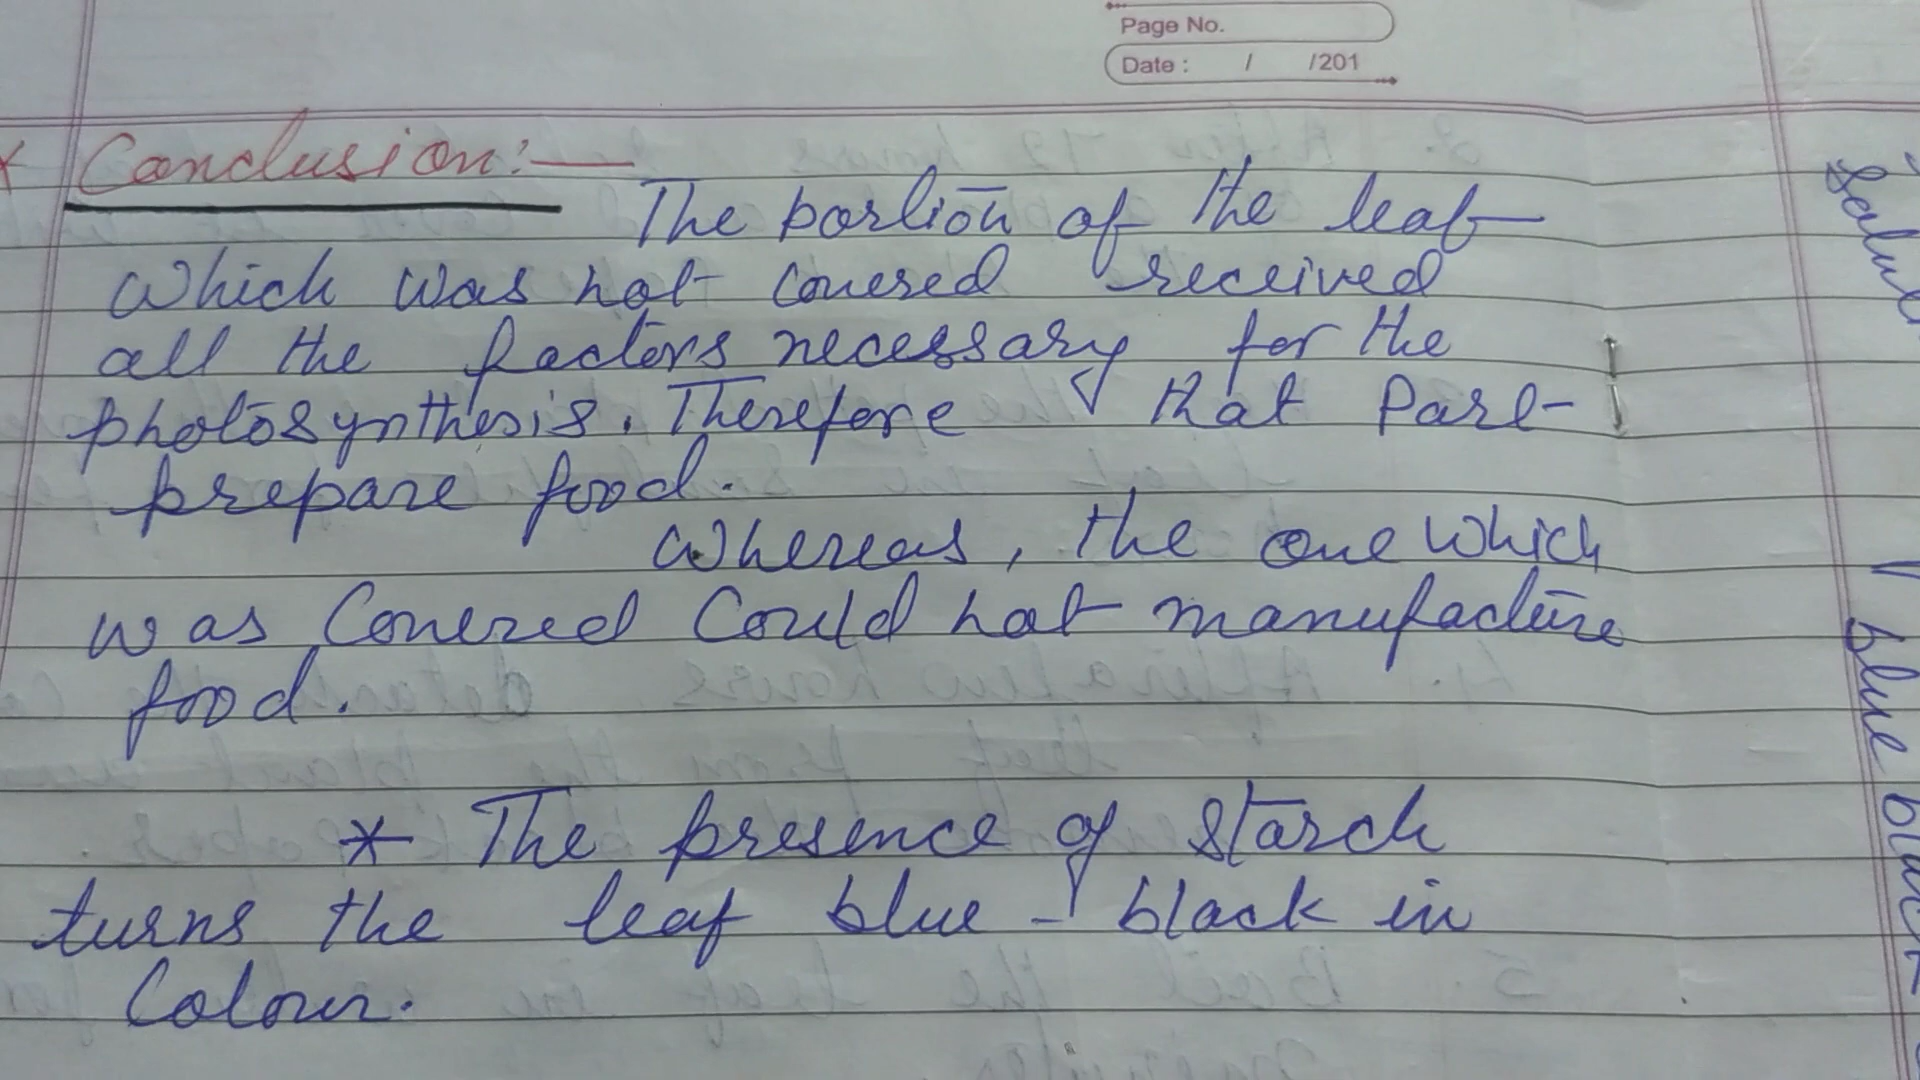 Page No.
Date : / /201
* Conclusion:—
The portion of the leaf
which was not covered received
all the factors necessary for the
photosynthesis. Therefore that Part
prepare food.
Whereas, the one which
was Covered Could not manufacture
food.
* The presence of starch
turns the leaf blue - black in
Colour.
blue black